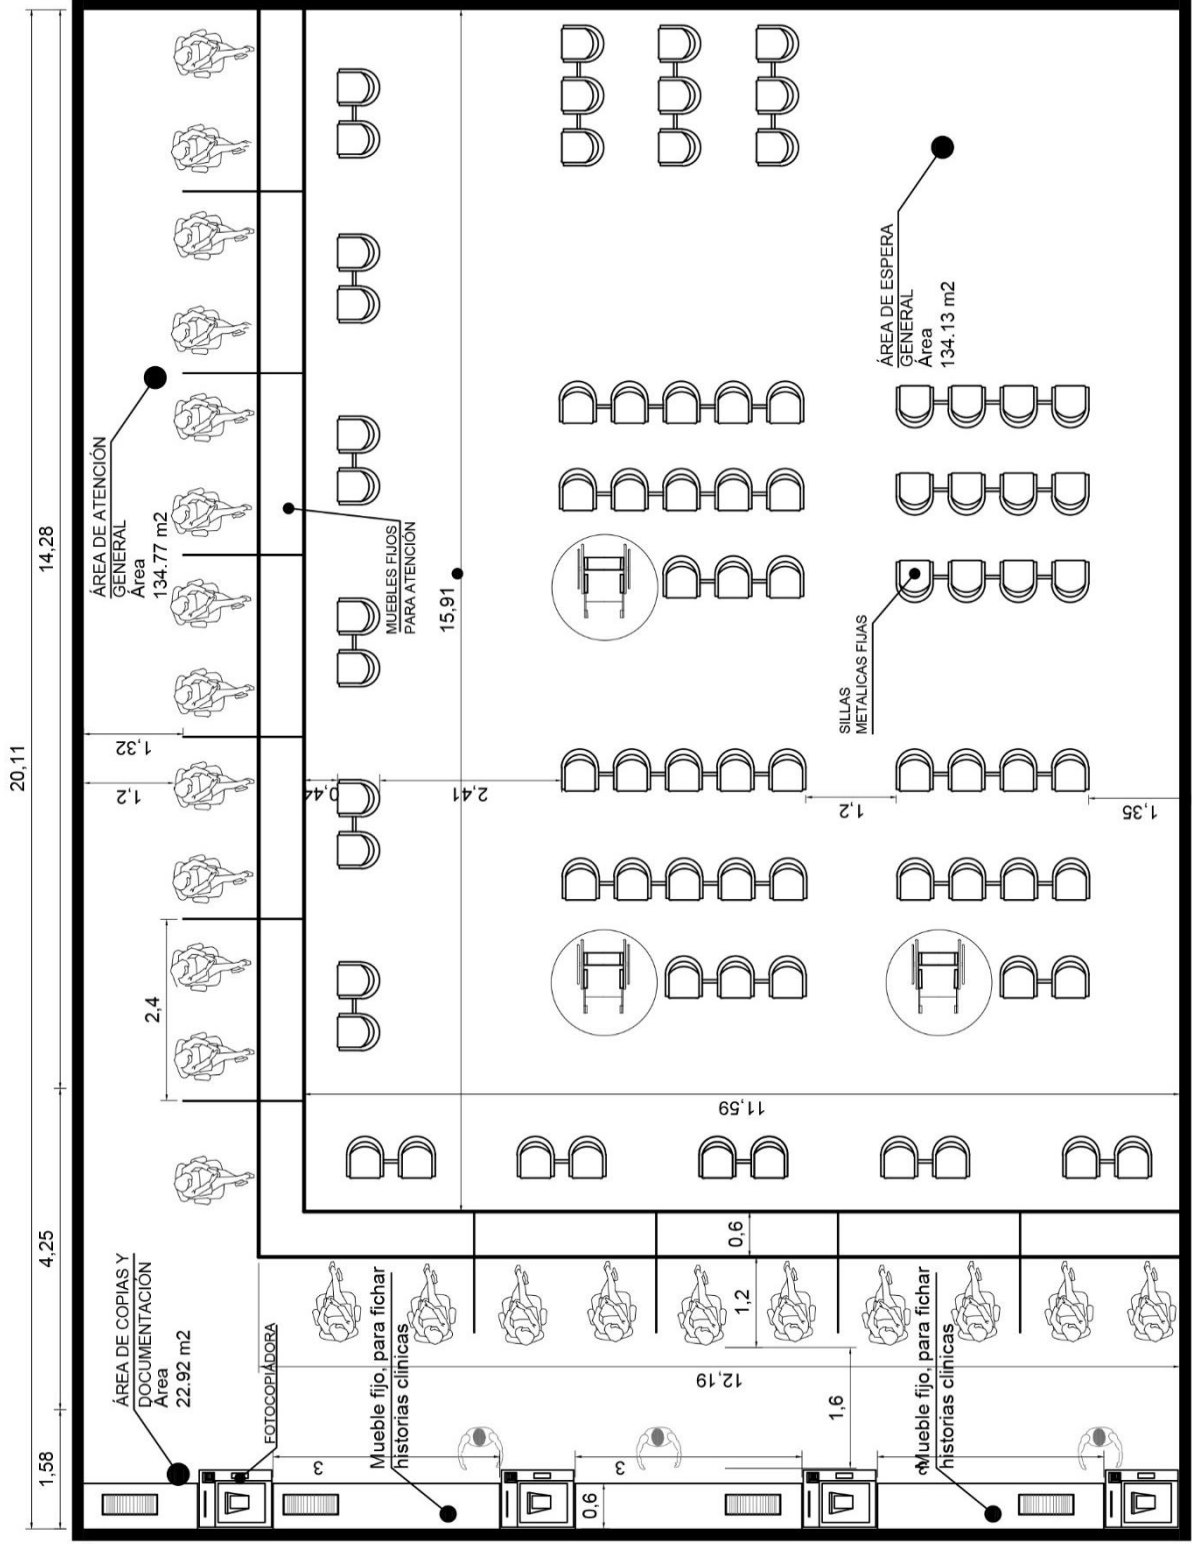 20,11
14,28
4,25
1,58
ÁREA DE ATENCIÓN
GENERAL
Área
134.77 m2
1,32
1,2
2,4
MUEBLES FIJOS
PARA ATENCIÓN
15,91
0,44
2,41
ÁREA DE ESPERA
GENERAL
Área
134.13 m2
SILLAS
METALICAS FIJAS
1,2
1,35
11,59
0,6
1,2
12,19
1,6
ÁREA DE COPIAS Y
DOCUMENTACIÓN
Área
22.92 m2
FOTOCOPIADORA
Mueble fijo, para fichar
historias clinicas
3
3
0,6
Mueble fijo, para fichar
historias clinicas